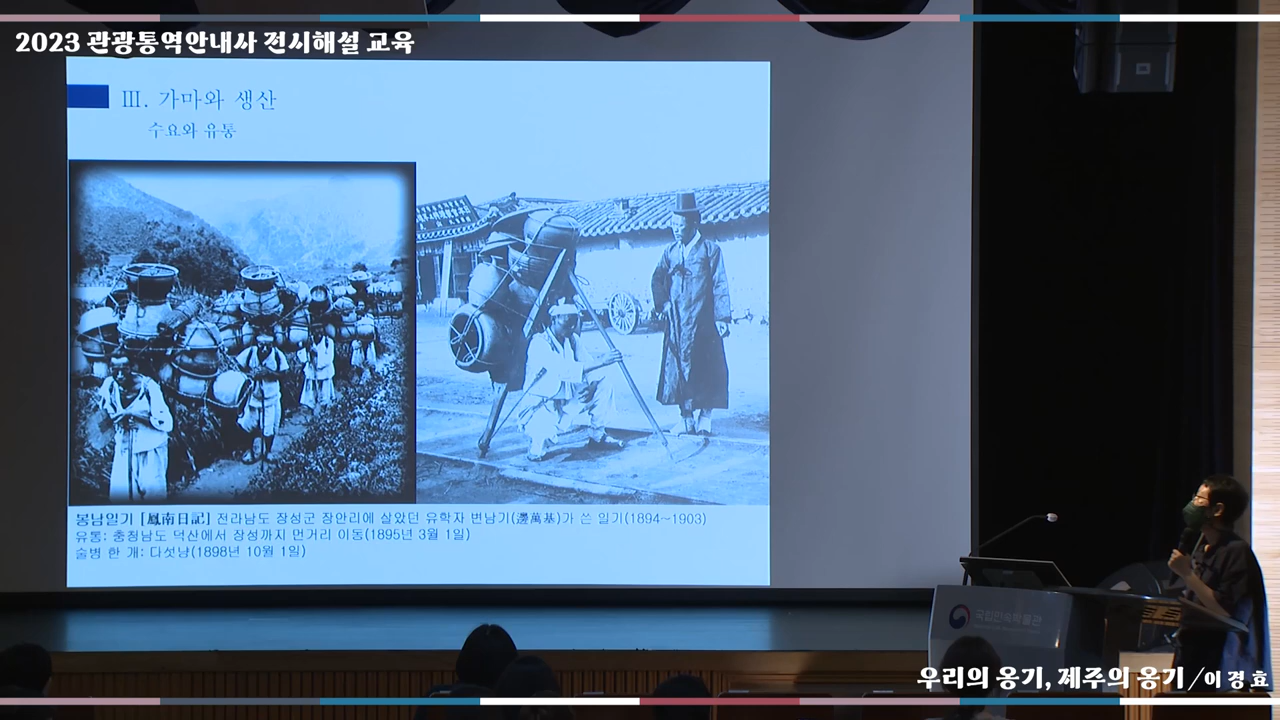 2023 관광통역안내사 전시해설 교육
Ⅲ. 가마와 생산
수요와 유통
봉남일기 [鳳南日記] 전라남도 장성군 장안리에 살았던 유학자 변남기(邊萬基)가 쓴 일기(1894~1903)
유통: 충청남도 덕산에서 장성까지 먼거리 이동(1895년 3월 1일)
술병 한 개: 다섯냥(1898년 10월 1일)
국립민속박물관
우리의 옹기, 제주의 옹기 / 이경효